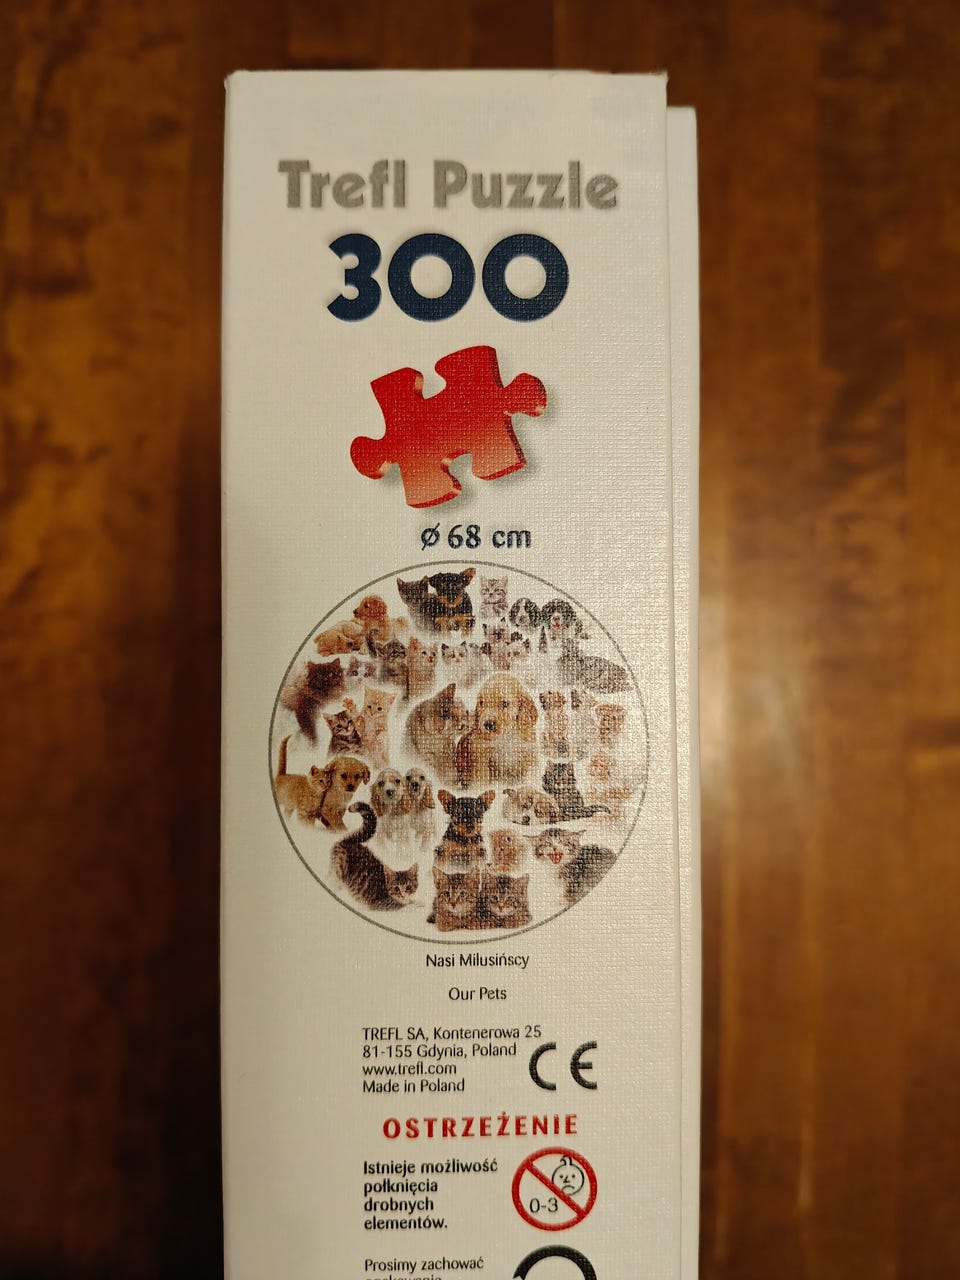 Trefl Puzzle
300
Ø 68 cm
Nasi Milusińscy
Our Pets
TREFL SA, Kontenerowa 25
81-155 Gdynia, Poland
www.trefl.com
Made in Poland
CE
OSTRZEŻENIE
Istnieje możliwość
połknięcia
drobnych
elementów.
0-3
Prosimy zachować